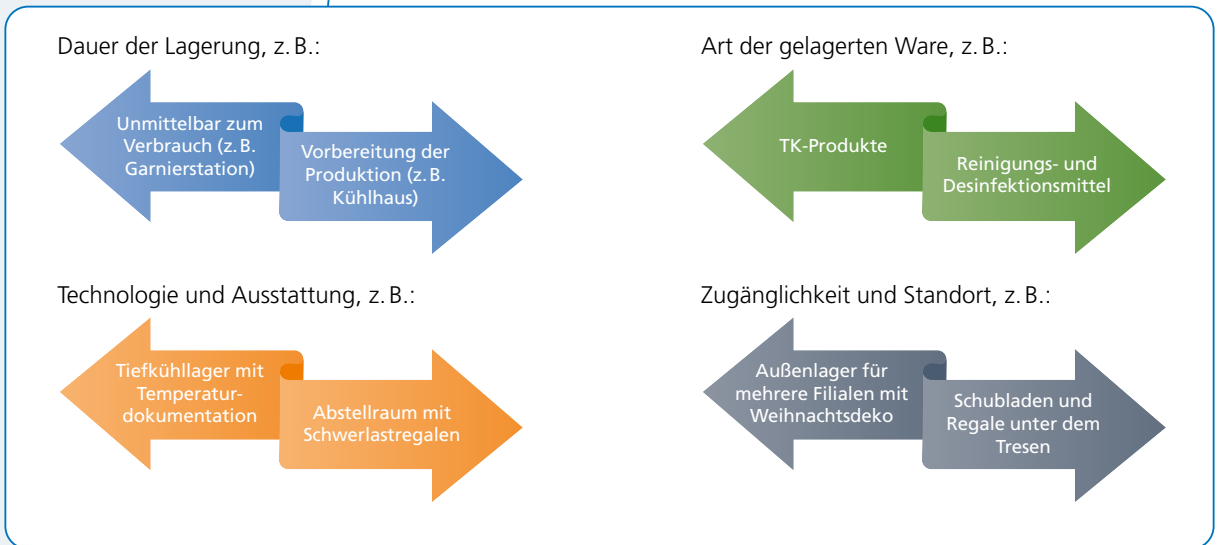 Dauer der Lagerung, z. B.:
Unmittelbar zum
Verbrauch (z. B.
Garnierstation)
Vorbereitung der
Produktion (z. B.
Kühlhaus)
Art der gelagerten Ware, z. B.:
TK-Produkte
Reinigungs- und
Desinfektionsmittel
Technologie und Ausstattung, z. B.:
Tiefkühllager mit
Temperatur-
dokumentation
Abstellraum mit
Schwerlastregalen
Zugänglichkeit und Standort, z. B.:
Außenlager für
mehrere Filialen mit
Weihnachtsdeko
Schubladen und
Regale unter dem
Tresen